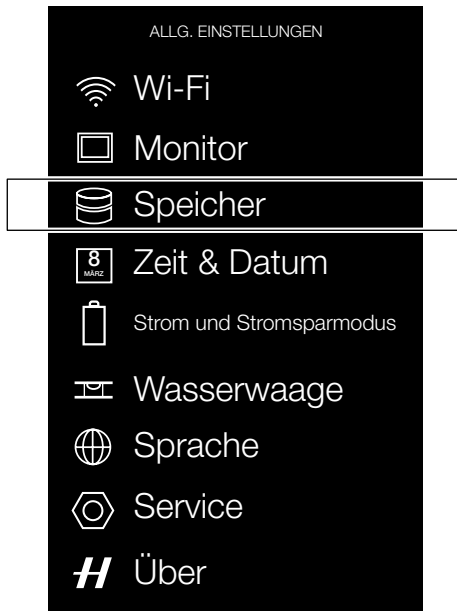 ALLG. EINSTELLUNGEN
Wi-Fi
Monitor
Speicher
8
MÄRZ
Zeit & Datum
Strom und Stromsparmodus
Wasserwaage
Sprache
Service
H Über